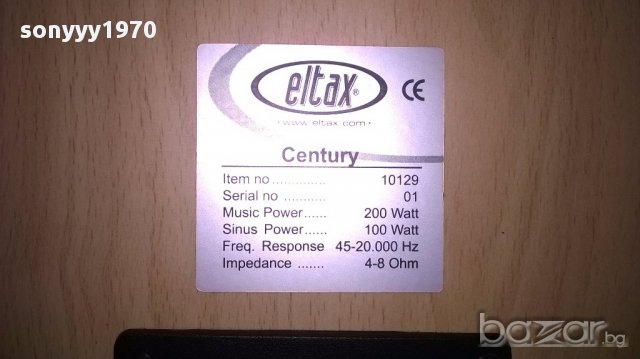 sonyyy1970
eltax®
www.eltax.com
CE
Century
Item no .............. 10129
Serial no ........... 01
Music Power...... 200 Watt
Sinus Power...... 100 Watt
Freq. Response 45-20.000 Hz
Impedance ....... 4-8 Ohm
bazar.bg